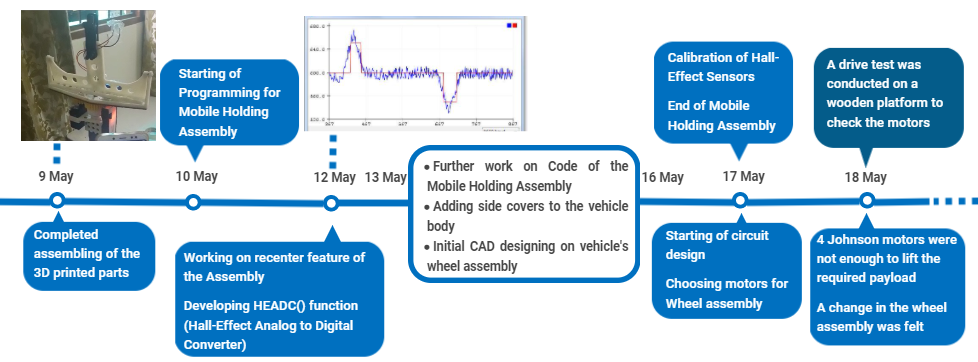 Starting of
Programming for
Mobile Holding
Assembly
Calibration of Hall-
Effect Sensors
End of Mobile
Holding Assembly
A drive test was
conducted on a
wooden platform to
check the motors
9 May
10 May
12 May
13 May
16 May
17 May
18 May
• Further work on Code of the
Mobile Holding Assembly
• Adding side covers to the vehicle
body
• Initial CAD designing on vehicle's
wheel assembly
Completed
assembling of the
3D printed parts
Working on recenter feature of
the Assembly
Developing HEADC() function
(Hall-Effect Analog to Digital
Converter)
Starting of circuit
design
Choosing motors for
Wheel assembly
4 Johnson motors were
not enough to lift the
required payload
A change in the wheel
assembly was felt